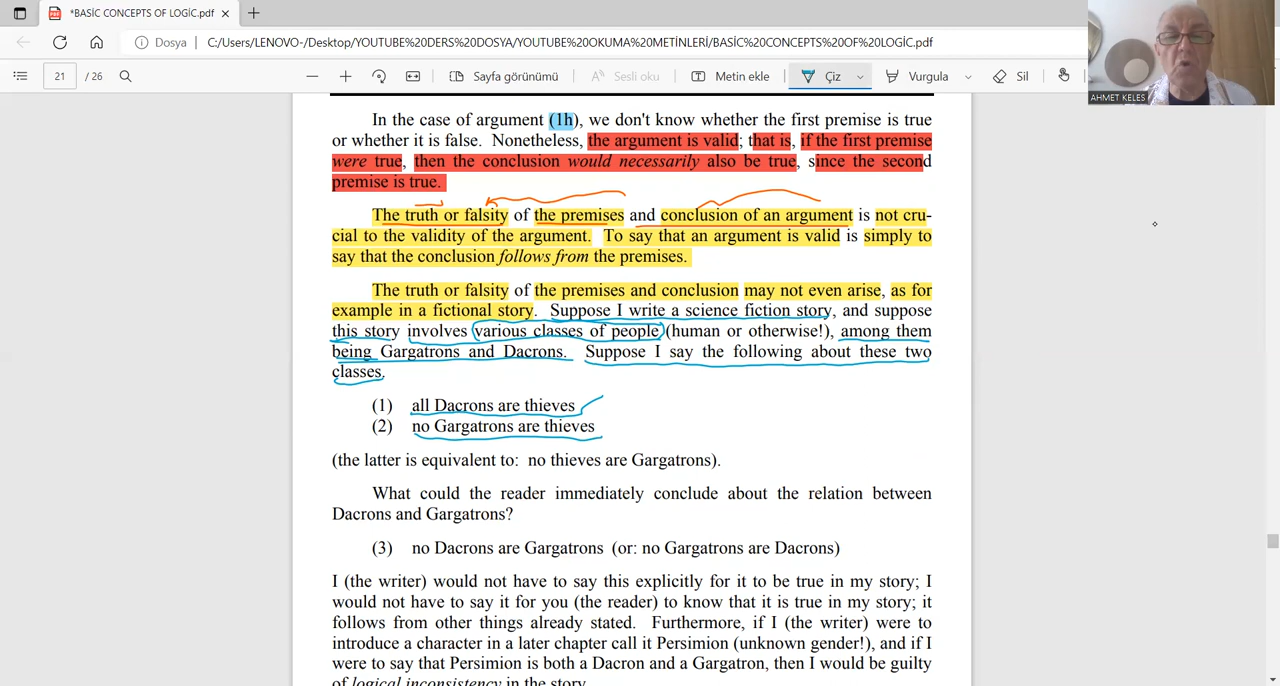 *BASİC CONCEPTS OF LOGİC.pdf
Dosya
C:/Users/LENOVO-/Desktop/YOUTUBE%20DERS%20DOSYA/YOUTUBE%20OKUMA%20METİNLERİ/BASİC%20CONCEPTS%20OF%20LOGİC.pdf
21 / 26
Sayfa görünümü
Sesli oku
Metin ekle
Çiz
Vurgula
Sil
AHMET KELES
In the case of argument (1h), we don't know whether the first premise is true
or whether it is false. Nonetheless, the argument is valid; that is, if the first premise
were true, then the conclusion would necessarily also be true, since the second
premise is true.
The truth or falsity of the premises and conclusion of an argument is not cru-
cial to the validity of the argument. To say that an argument is valid is simply to
say that the conclusion follows from the premises.
The truth or falsity of the premises and conclusion may not even arise, as for
example in a fictional story. Suppose I write a science fiction story, and suppose
this story involves various classes of people (human or otherwise!), among them
being Gargatrons and Dacrons. Suppose I say the following about these two
classes.
(1) all Dacrons are thieves
(2) no Gargatrons are thieves
(the latter is equivalent to: no thieves are Gargatrons).
What could the reader immediately conclude about the relation between
Dacrons and Gargatrons?
(3) no Dacrons are Gargatrons (or: no Gargatrons are Dacrons)
I (the writer) would not have to say this explicitly for it to be true in my story; I
would not have to say it for you (the reader) to know that it is true in my story; it
follows from other things already stated. Furthermore, if I (the writer) were to
introduce a character in a later chapter call it Persimion (unknown gender!), and if I
were to say that Persimion is both a Dacron and a Gargatron, then I would be guilty
of logical inconsistency in the story.